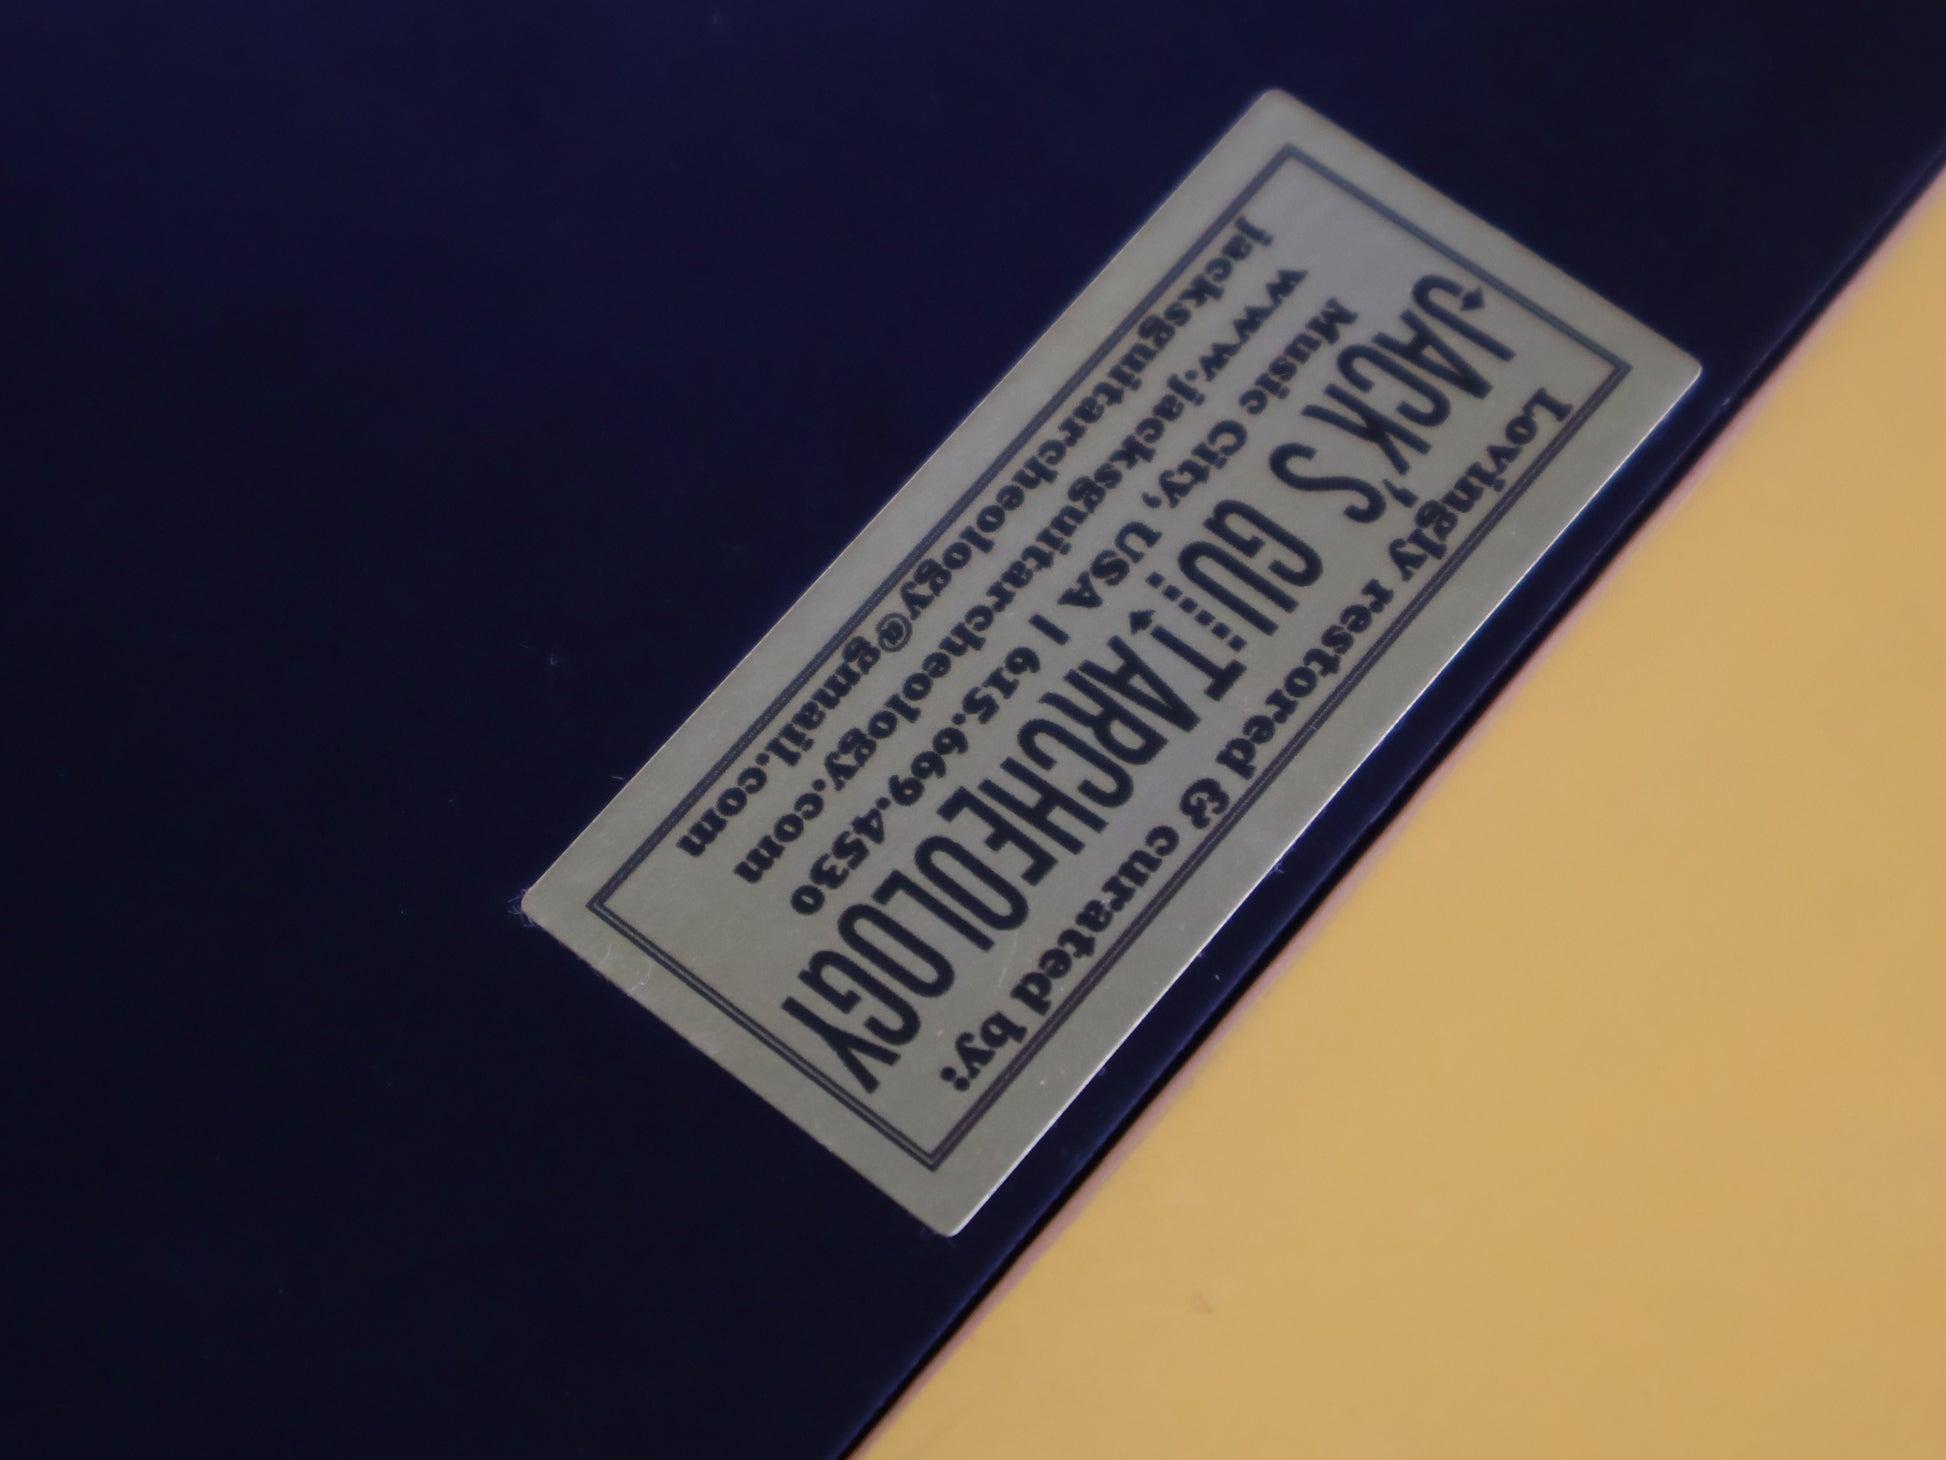 Lovingly restored & curated by:
JACK'S GUITARCHEOLOGY
Music City, USA | 615.669.4530
www.jacksguitarcheology.com
jacksguitarcheology@gmail.com